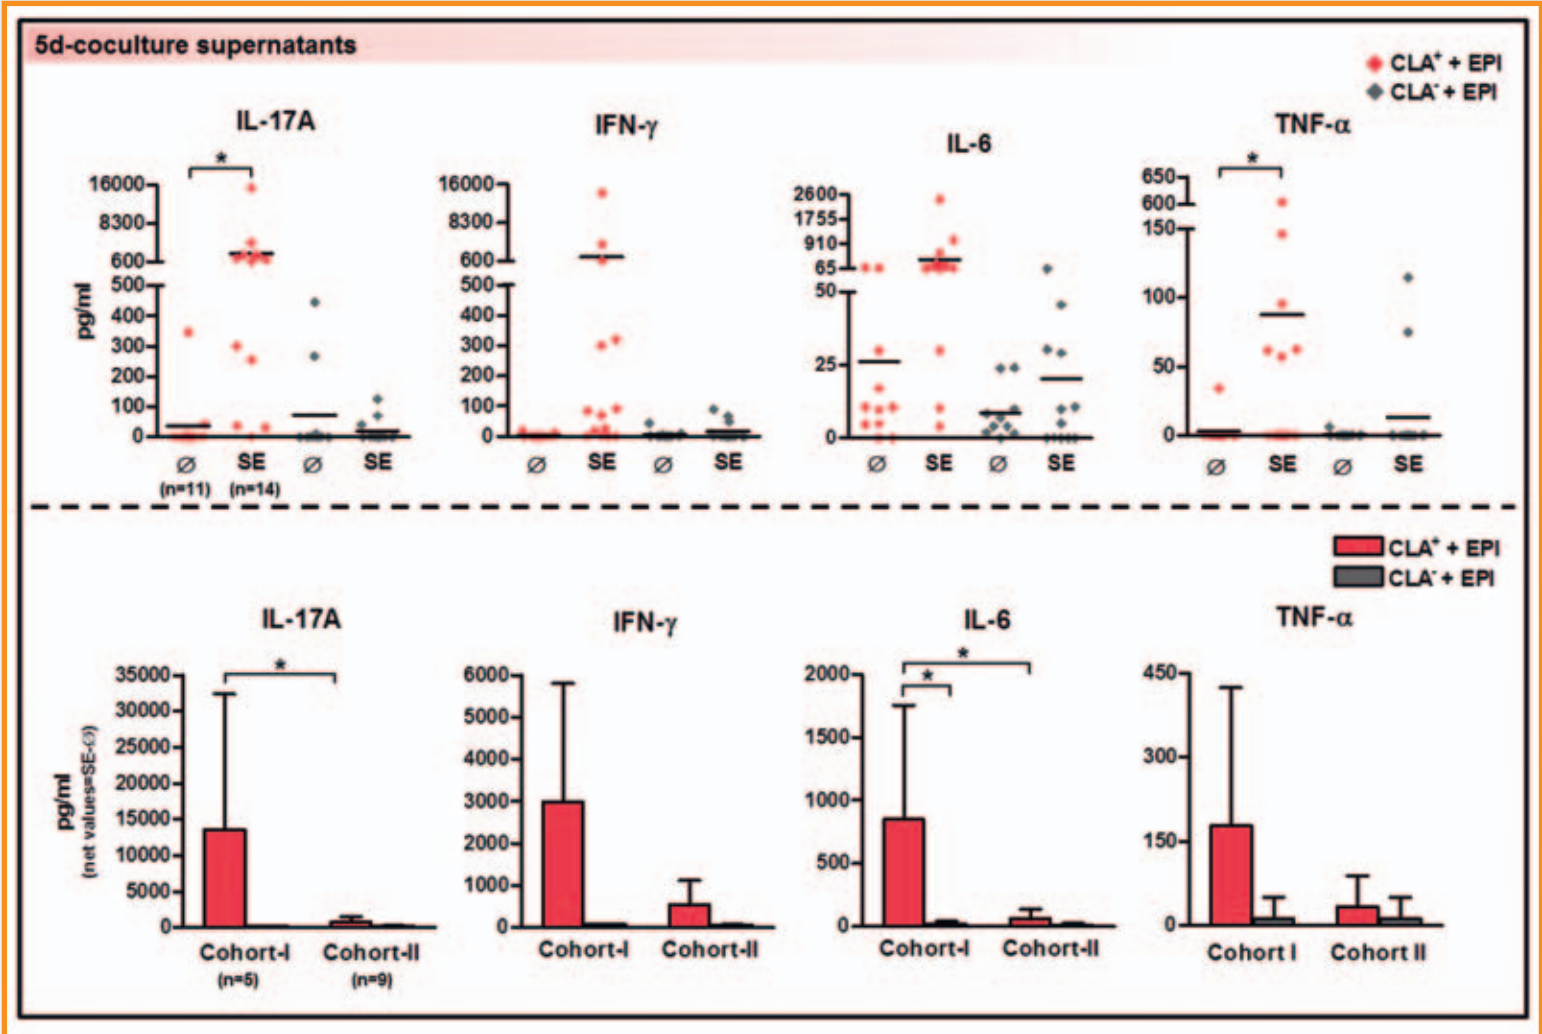 5d-coculture supernatants
CLA⁺ + EPI
CLA⁻ + EPI
IL-17A
*
16000
8300
600
500
400
300
200
100
0
pg/ml
Ø SE Ø SE
(n=11) (n=14)
IFN-γ
16000
8300
600
500
400
300
200
100
0
Ø SE Ø SE
IL-6
2600
1755
910
65
50
25
0
Ø SE Ø SE
TNF-α
*
650
600
150
100
50
0
Ø SE Ø SE
CLA⁺ + EPI
CLA⁻ + EPI
IL-17A
*
35000
30000
25000
20000
15000
10000
5000
0
pg/ml
(net values=SE-Ø)
Cohort-I Cohort-II
(n=5) (n=9)
IFN-γ
6000
5000
4000
3000
2000
1000
0
Cohort-I Cohort-II
IL-6
*
*
2000
1500
1000
500
0
Cohort-I Cohort-II
TNF-α
450
300
150
0
Cohort I Cohort II